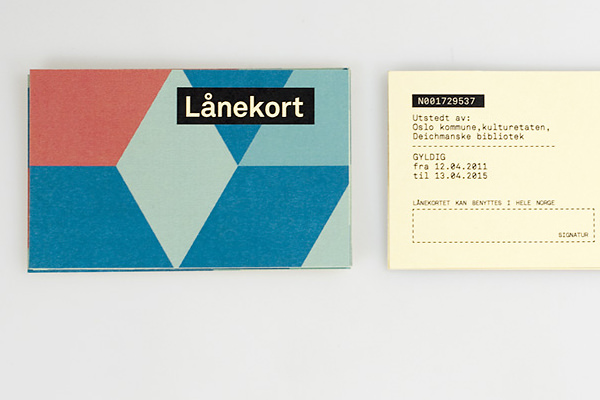 Lånekort
N001729537
Utstedt av:
Oslo kommune,kulturetaten,
Deichmanske bibliotek
GYLDIG
fra 12.04.2011
til 13.04.2015
LÅNEKORTET KAN BENYTTES I HELE NORGE
SIGNATUR